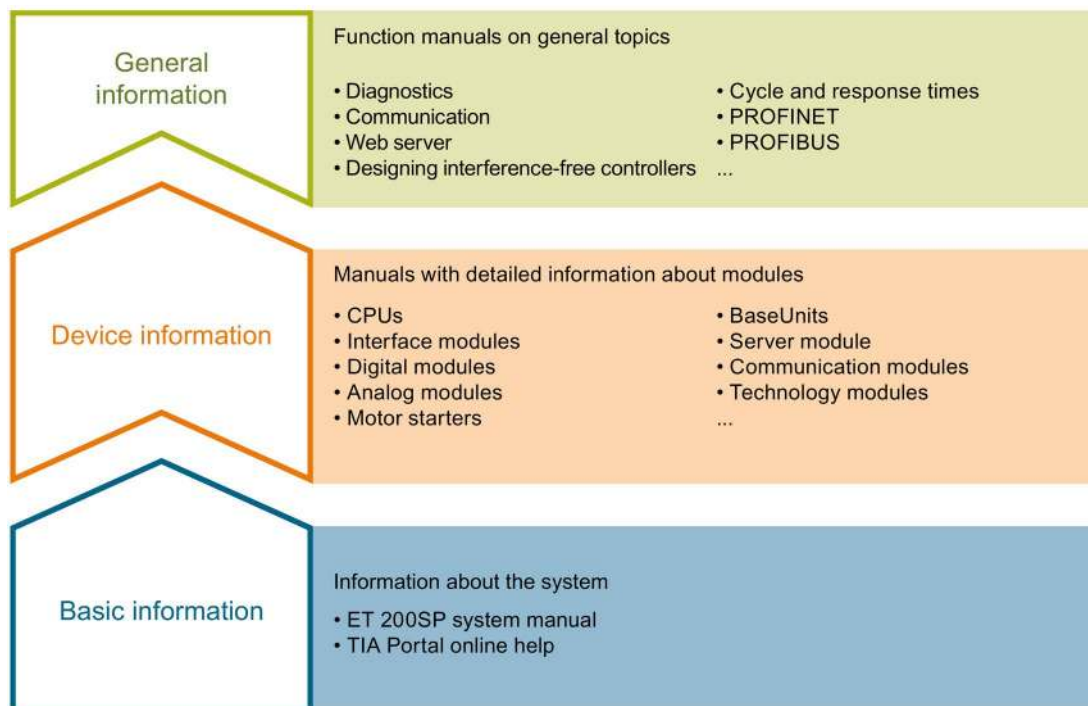 General
information
Function manuals on general topics
• Diagnostics
• Communication
• Web server
• Designing interference-free controllers
• Cycle and response times
• PROFINET
• PROFIBUS
...
Device information
Manuals with detailed information about modules
• CPUs
• Interface modules
• Digital modules
• Analog modules
• Motor starters
• BaseUnits
• Server module
• Communication modules
• Technology modules
...
Basic information
Information about the system
• ET 200SP system manual
• TIA Portal online help